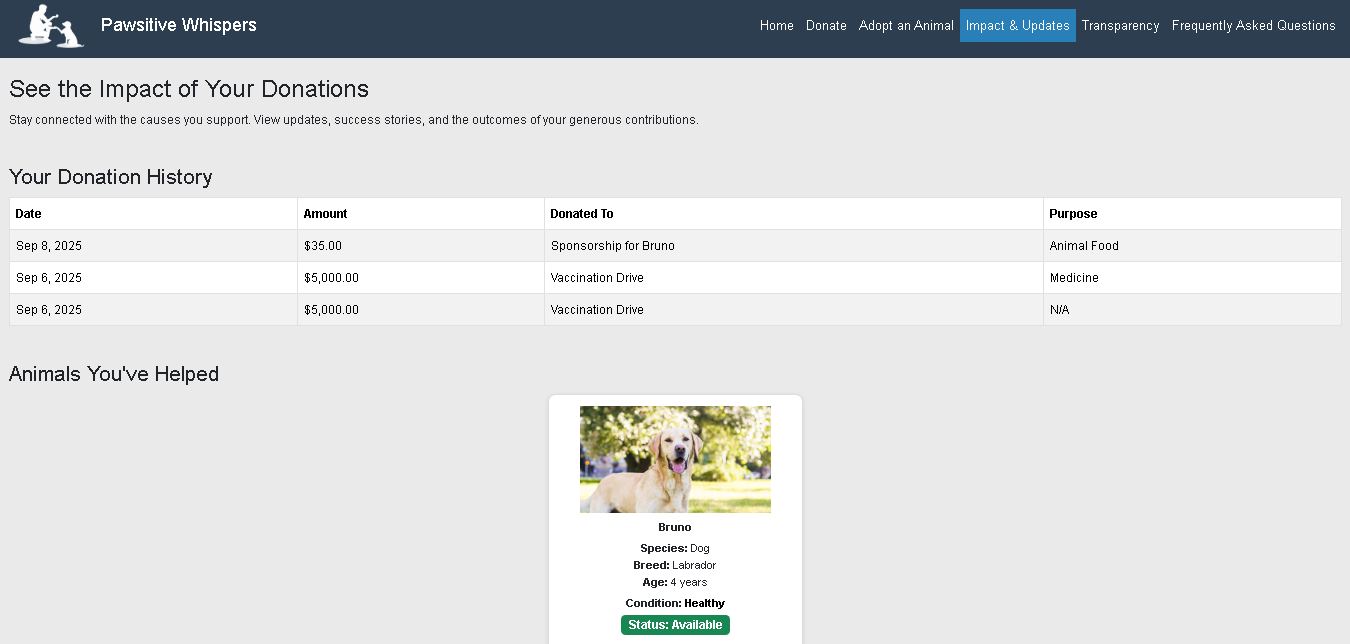 Pawsitive Whispers
Home Donate Adopt an Animal Impact & Updates Transparency Frequently Asked Questions
See the Impact of Your Donations
Stay connected with the causes you support. View updates, success stories, and the outcomes of your generous contributions.
Your Donation History
Date Amount Donated To Purpose
Sep 8, 2025 $35.00 Sponsorship for Bruno Animal Food
Sep 6, 2025 $5,000.00 Vaccination Drive Medicine
Sep 6, 2025 $5,000.00 Vaccination Drive N/A
Animals You've Helped
Bruno
Species: Dog
Breed: Labrador
Age: 4 years
Condition: Healthy
Status: Available